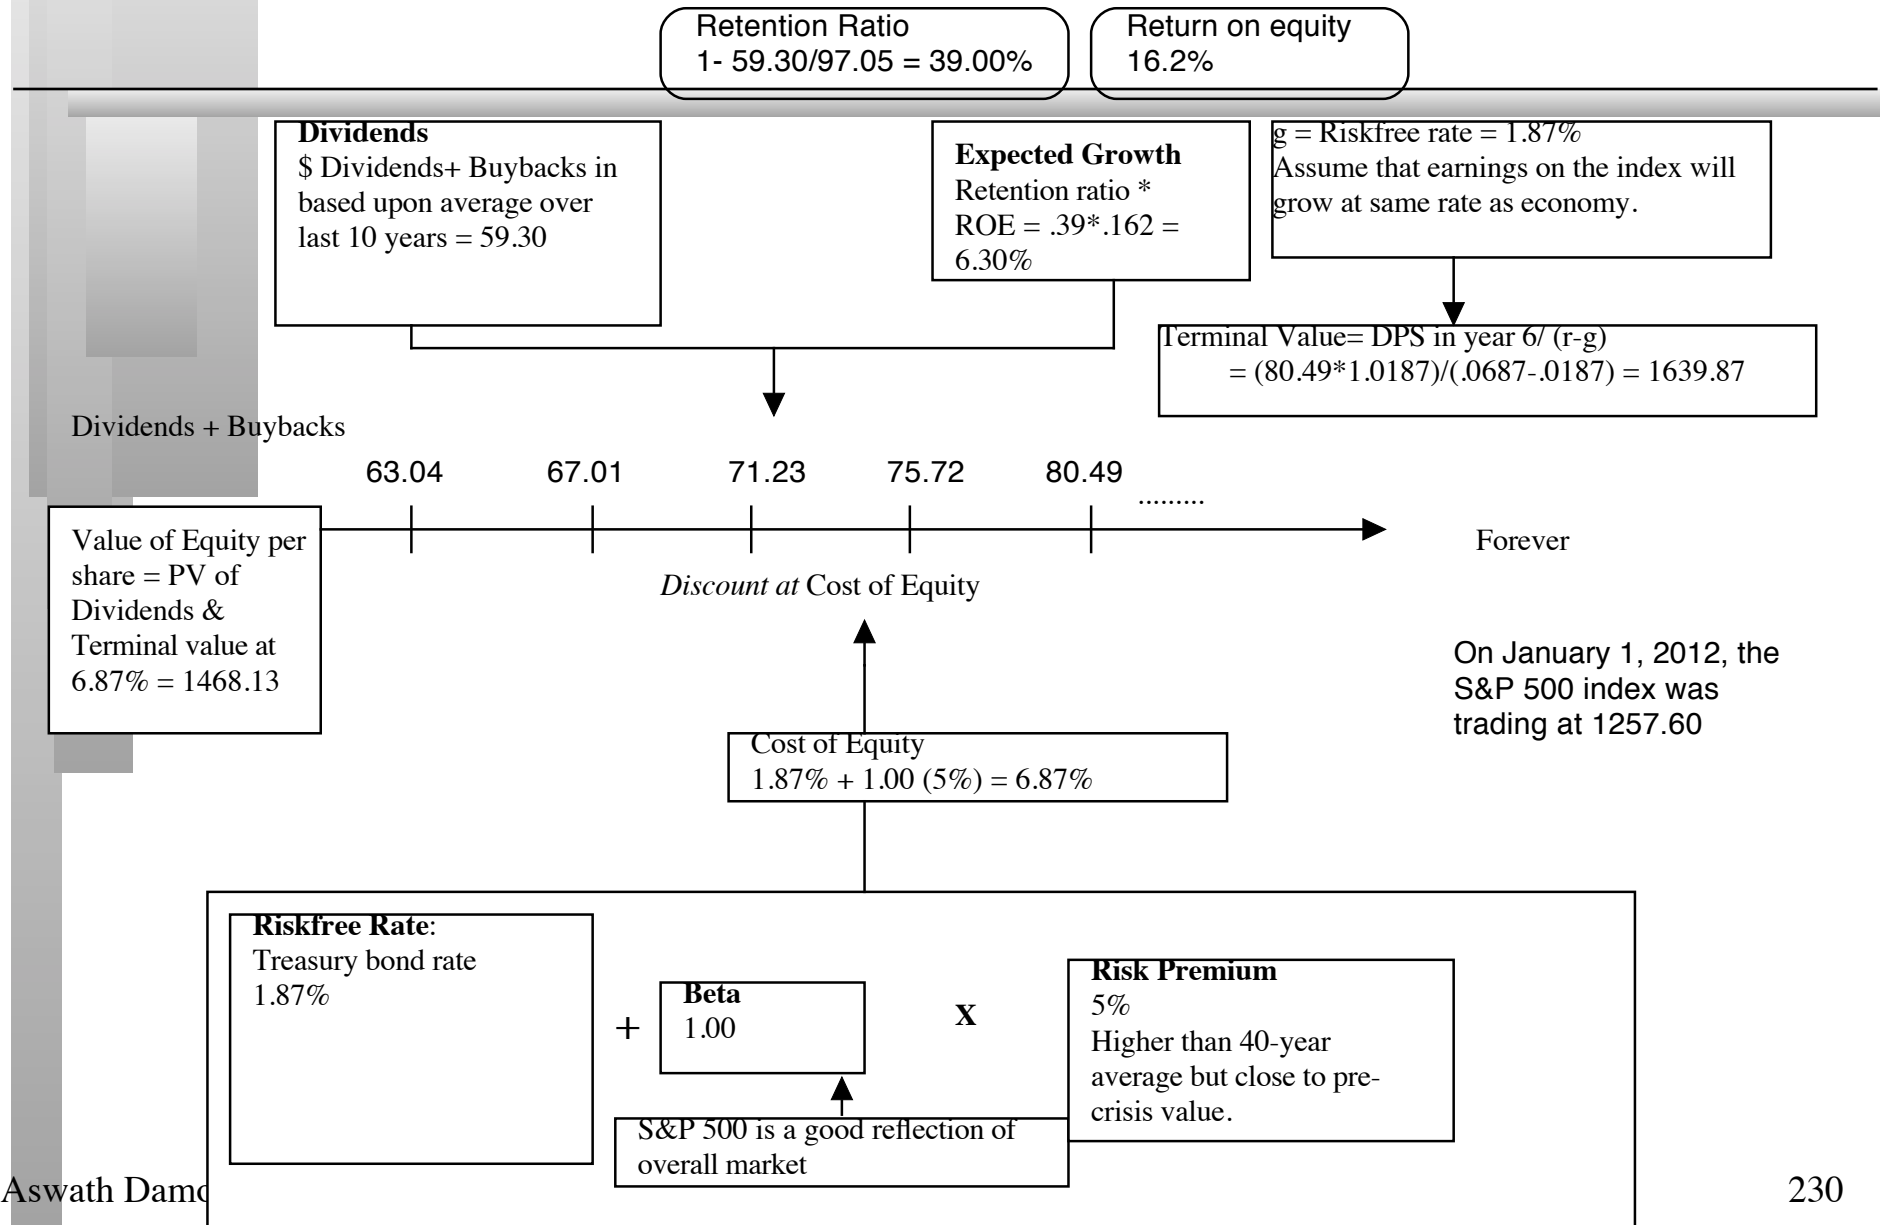 Retention Ratio
1- 59.30/97.05 = 39.00%
Return on equity
16.2%
Dividends
$ Dividends+ Buybacks in
based upon average over
last 10 years = 59.30
Expected Growth
Retention ratio *
ROE = .39*.162 =
6.30%
g = Riskfree rate = 1.87%
Assume that earnings on the index will
grow at same rate as economy.
Terminal Value= DPS in year 6/ (r-g)
= (80.49*1.0187)/(.0687-.0187) = 1639.87
Dividends + Buybacks
63.04 67.01 71.23 75.72 80.49 .........
Value of Equity per
share = PV of
Dividends &
Terminal value at
6.87% = 1468.13
Forever
Discount at Cost of Equity
On January 1, 2012, the
S&P 500 index was
trading at 1257.60
Cost of Equity
1.87% + 1.00 (5%) = 6.87%
Riskfree Rate:
Treasury bond rate
1.87%
+
Beta
1.00
X
Risk Premium
5%
Higher than 40-year
average but close to pre-
crisis value.
S&P 500 is a good reflection of
overall market
Aswath Damo
230